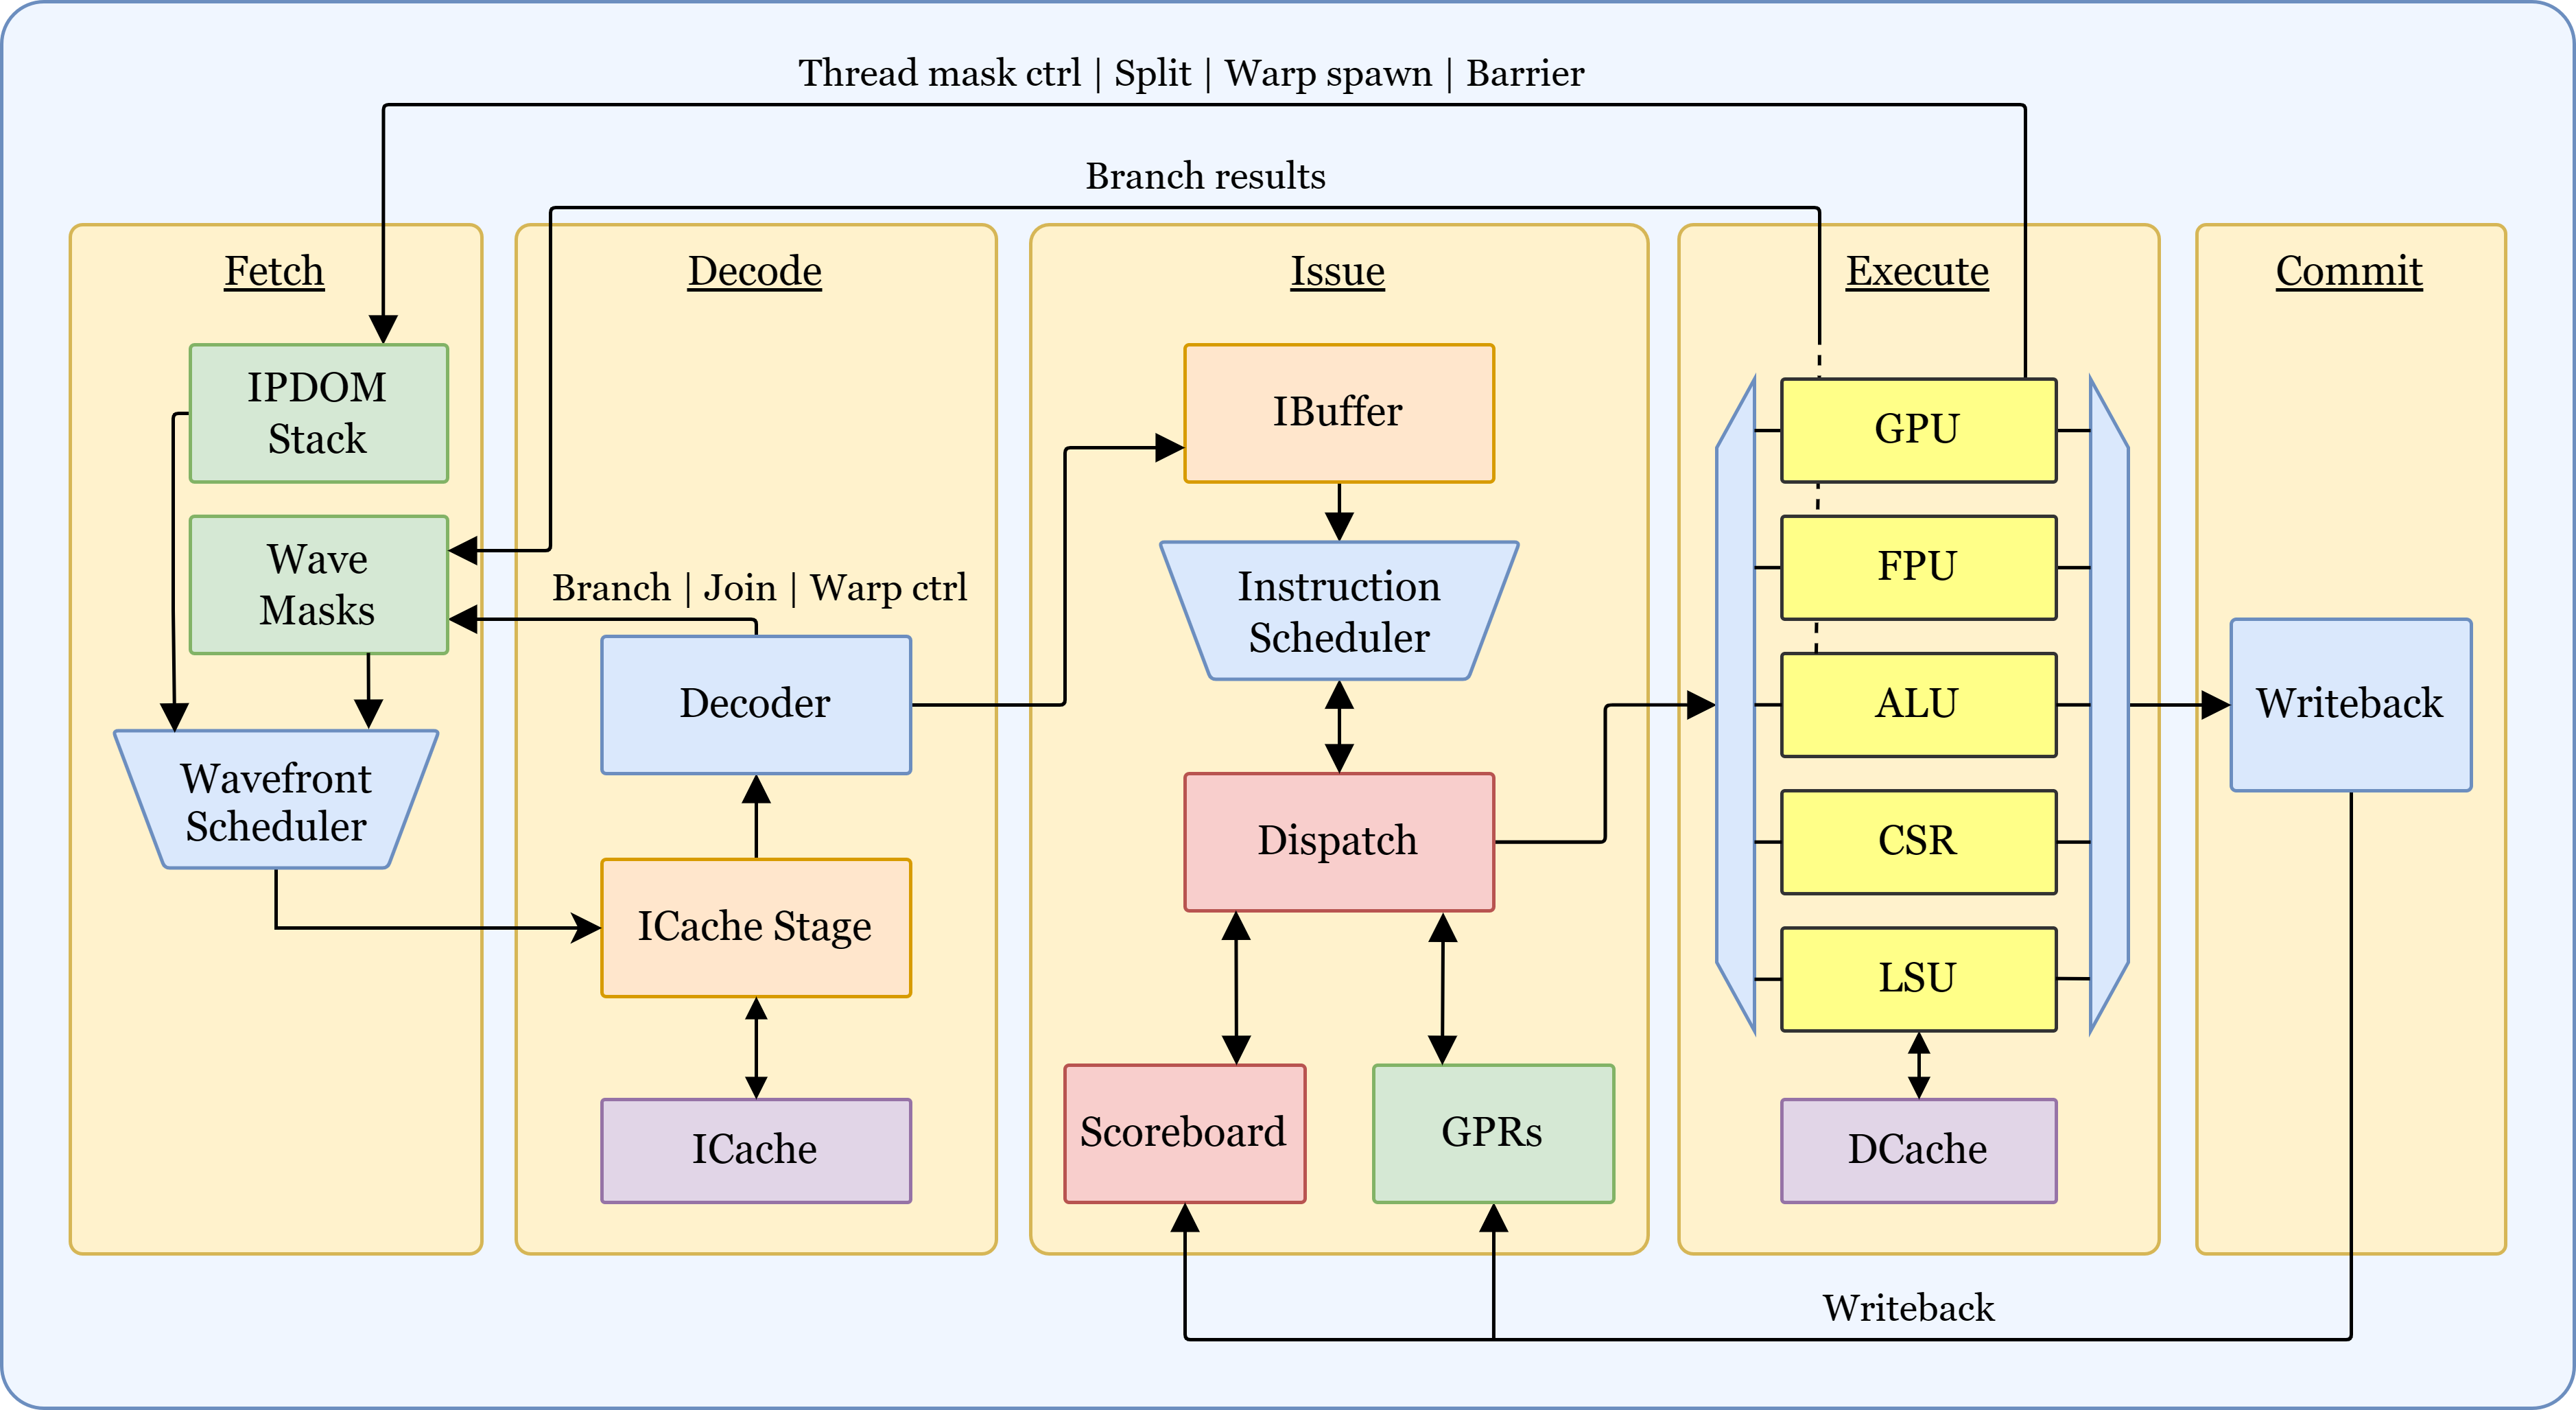 Thread mask ctrl | Split | Warp spawn | Barrier
Branch results
Fetch
IPDOM
Stack
Wave
Masks
Wavefront
Scheduler
Decode
Branch | Join | Warp ctrl
Decoder
ICache Stage
ICache
Issue
IBuffer
Instruction
Scheduler
Dispatch
Scoreboard
GPRs
Execute
GPU
FPU
ALU
CSR
LSU
DCache
Commit
Writeback
Writeback